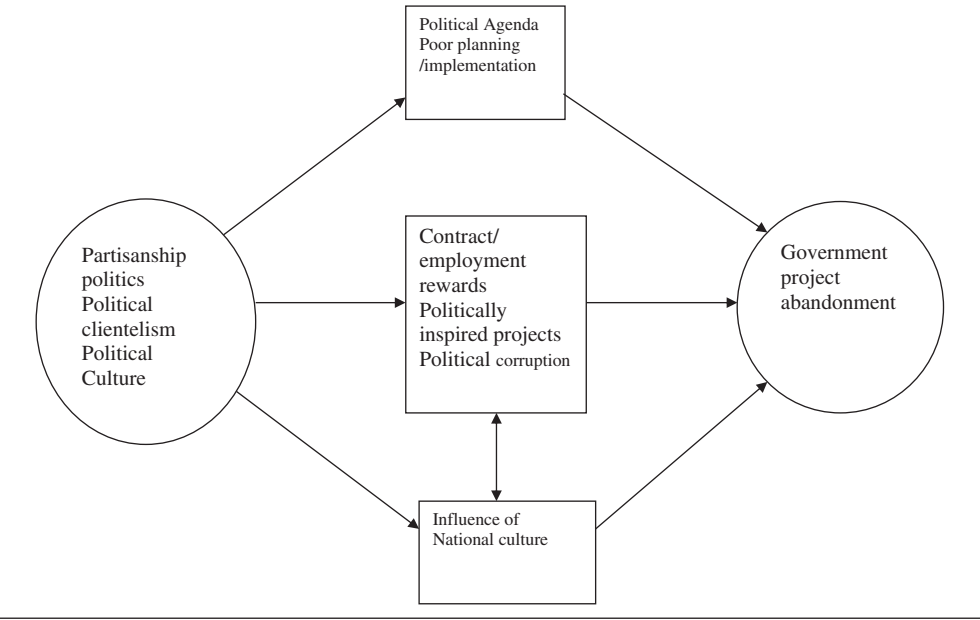 Political Agenda
Poor planning
/implementation
Partisanship
politics
Political
clientelism
Political
Culture
Contract/
employment
rewards
Politically
inspired projects
Political corruption
Government
project
abandonment
Influence of
National culture